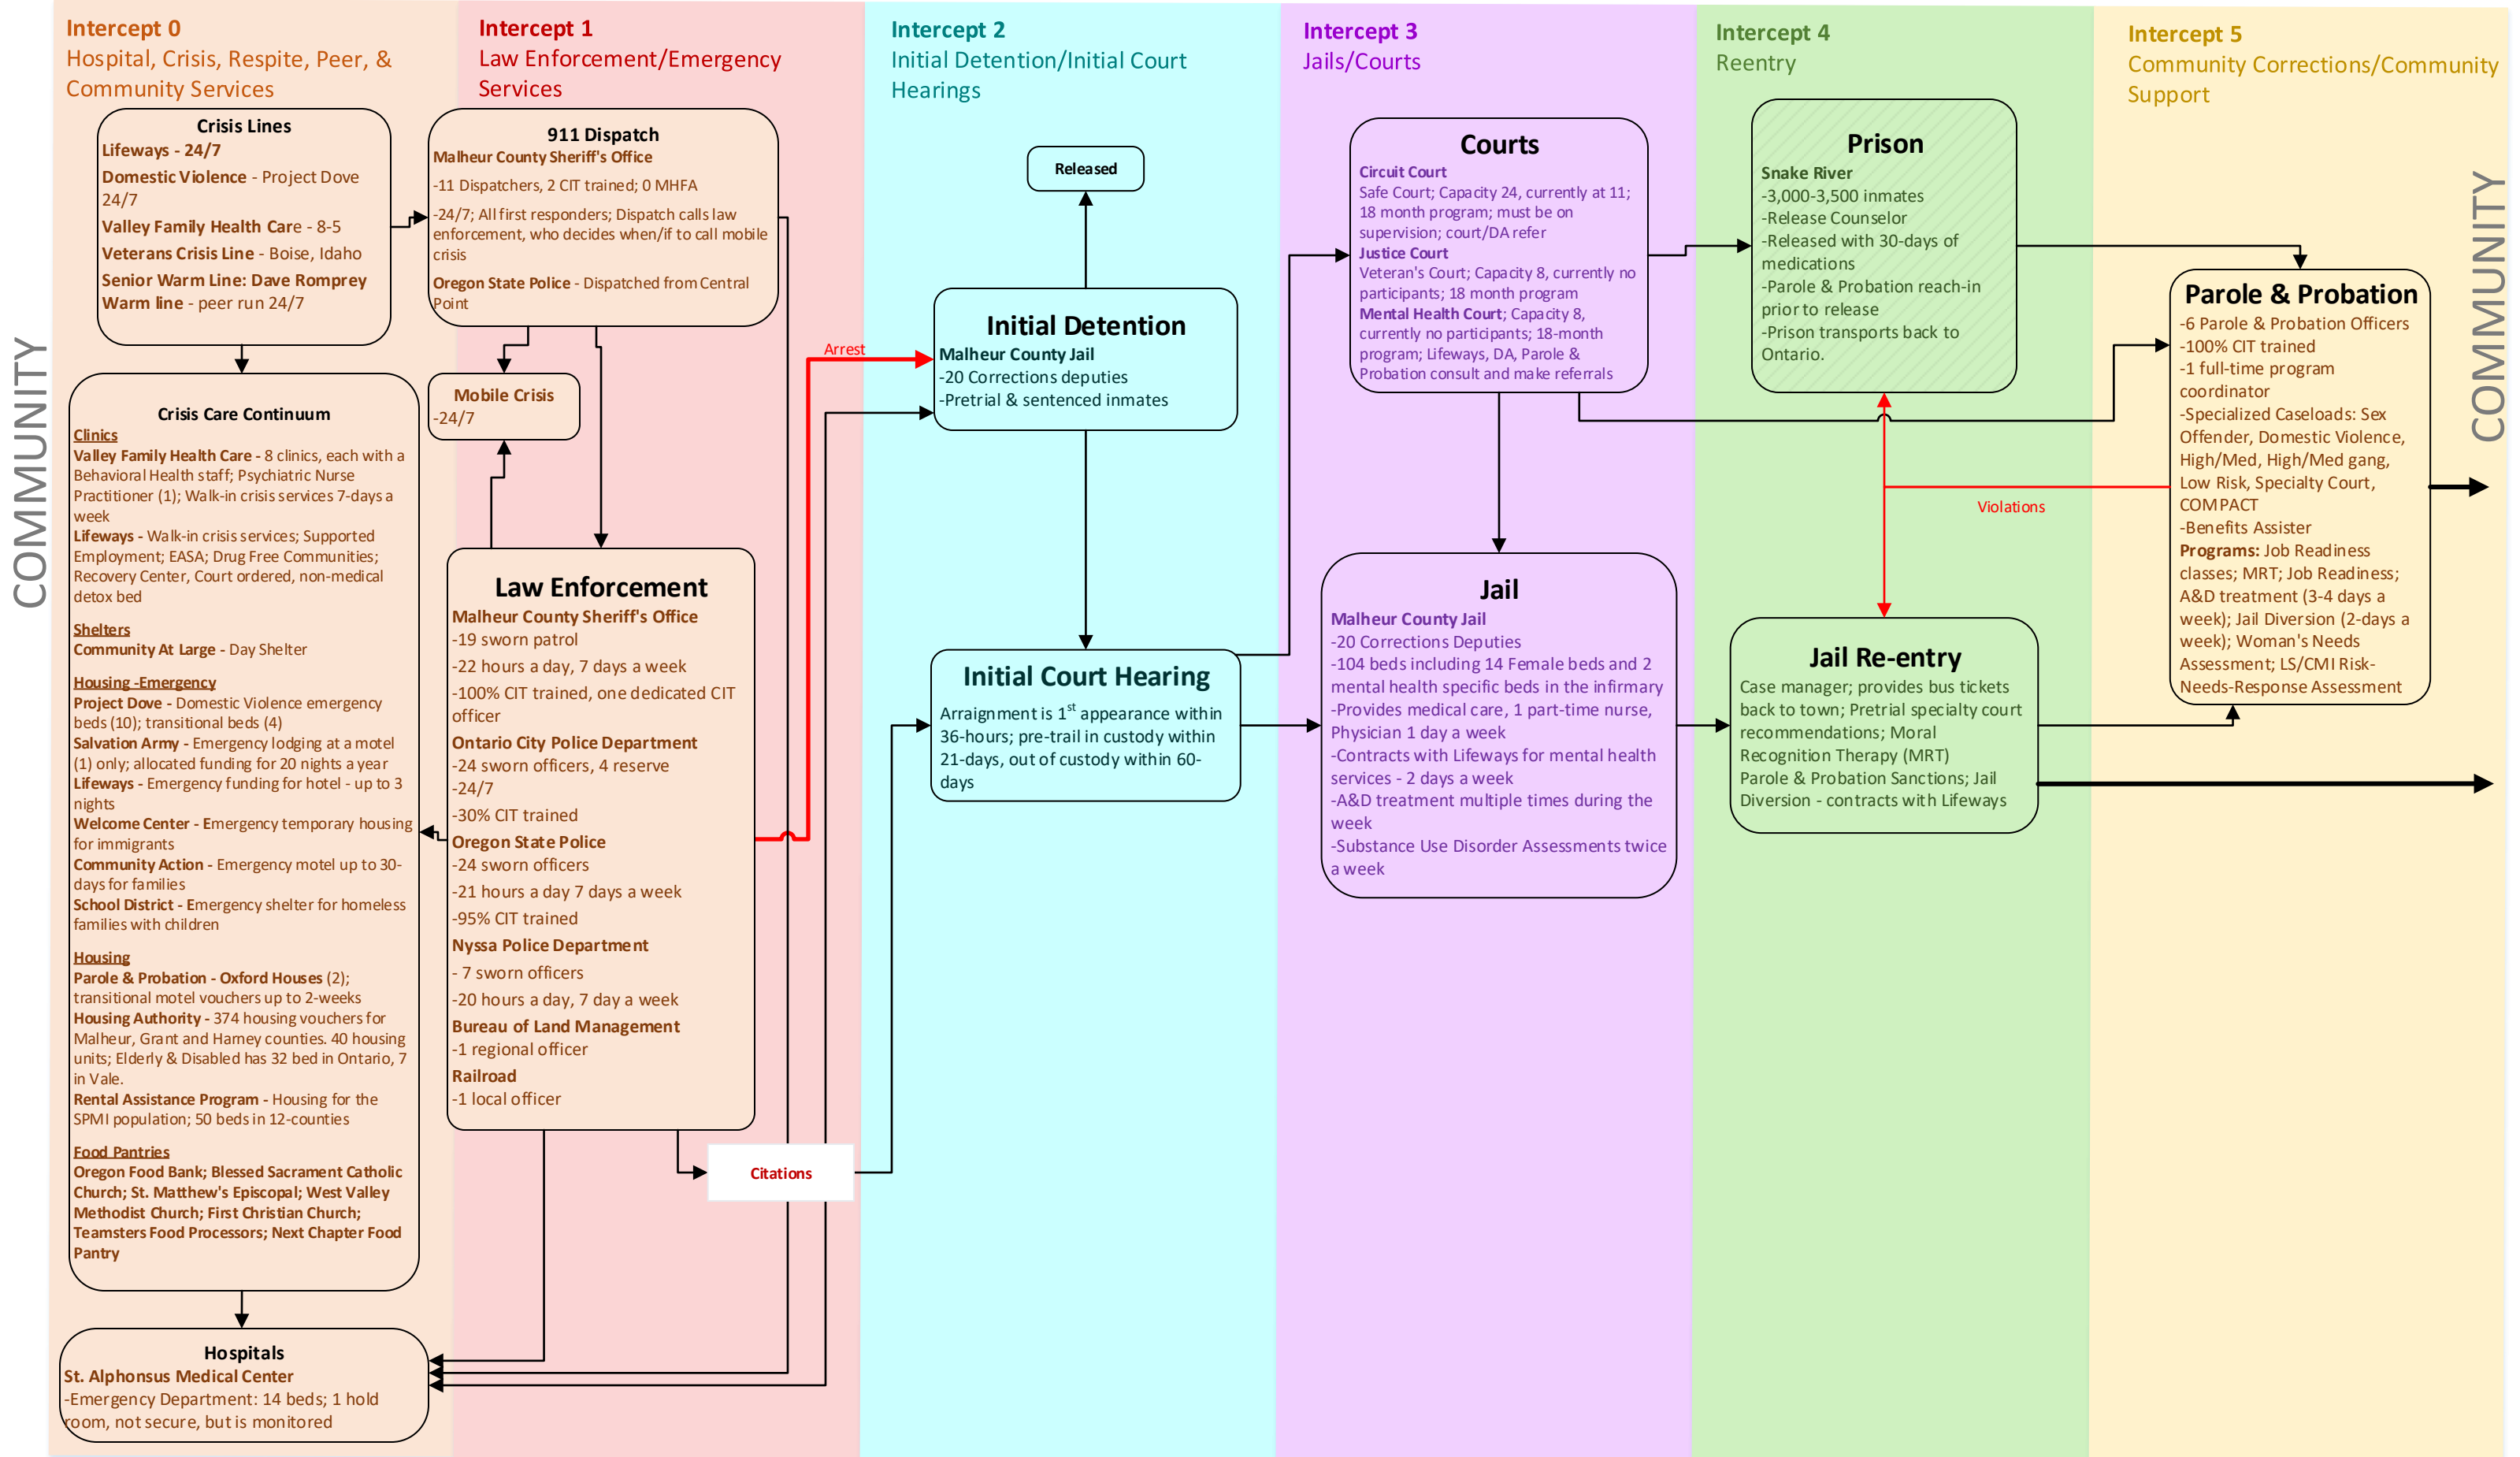 Intercept 0
Hospital, Crisis, Respite, Peer, &
Community Services
Intercept 1
Law Enforcement/Emergency
Services
Intercept 2
Initial Detention/Initial Court
Hearings
Intercept 3
Jails/Courts
Intercept 4
Reentry
Intercept 5
Community Corrections/Community
Support
COMMUNITY
Crisis Lines
Lifeways - 24/7
Domestic Violence - Project Dove
24/7
Valley Family Health Care - 8-5
Veterans Crisis Line - Boise, Idaho
Senior Warm Line: Dave Romprey
Warm line - peer run 24/7
Crisis Care Continuum
Clinics
Valley Family Health Care - 8 clinics, each with a
Behavioral Health staff; Psychiatric Nurse
Practitioner (1); Walk-in crisis services 7-days a
week
Lifeways - Walk-in crisis services; Supported
Employment; EASA; Drug Free Communities;
Recovery Center, Court ordered, non-medical
detox bed
Shelters
Community At Large - Day Shelter
Housing -Emergency
Project Dove - Domestic Violence emergency
beds (10); transitional beds (4)
Salvation Army - Emergency lodging at a motel
(1) only; allocated funding for 20 nights a year
Lifeways - Emergency funding for hotel - up to 3
nights
Welcome Center - Emergency temporary housing
for immigrants
Community Action - Emergency motel up to 30-
days for families
School District - Emergency shelter for homeless
families with children
Housing
Parole & Probation - Oxford Houses (2);
transitional motel vouchers up to 2-weeks
Housing Authority - 374 housing vouchers for
Malheur, Grant and Harney counties. 40 housing
units; Elderly & Disabled has 32 bed in Ontario, 7
in Vale.
Rental Assistance Program - Housing for the
SPMI population; 50 beds in 12-counties
Food Pantries
Oregon Food Bank; Blessed Sacrament Catholic
Church; St. Matthew's Episcopal; West Valley
Methodist Church; First Christian Church;
Teamsters Food Processors; Next Chapter Food
Pantry
Hospitals
St. Alphonsus Medical Center
-Emergency Department: 14 beds; 1 hold
room, not secure, but is monitored
911 Dispatch
Malheur County Sheriff's Office
-11 Dispatchers, 2 CIT trained; 0 MHFA
-24/7; All first responders; Dispatch calls law
enforcement, who decides when/if to call mobile
crisis
Oregon State Police - Dispatched from Central
Point
Mobile Crisis
-24/7
Law Enforcement
Malheur County Sheriff's Office
-19 sworn patrol
-22 hours a day, 7 days a week
-100% CIT trained, one dedicated CIT
officer
Ontario City Police Department
-24 sworn officers, 4 reserve
-24/7
-30% CIT trained
Oregon State Police
-24 sworn officers
-21 hours a day 7 days a week
-95% CIT trained
Nyssa Police Department
- 7 sworn officers
-20 hours a day, 7 day a week
Bureau of Land Management
-1 regional officer
Railroad
-1 local officer
Arrest
Citations
Released
Initial Detention
Malheur County Jail
-20 Corrections deputies
-Pretrial & sentenced inmates
Initial Court Hearing
Arraignment is 1st appearance within
36-hours; pre-trail in custody within
21-days, out of custody within 60-
days
Courts
Circuit Court
Safe Court; Capacity 24, currently at 11;
18 month program; must be on
supervision; court/DA refer
Justice Court
Veteran's Court; Capacity 8, currently no
participants; 18 month program
Mental Health Court; Capacity 8,
currently no participants; 18-month
program; Lifeways, DA, Parole &
Probation consult and make referrals
Jail
Malheur County Jail
-20 Corrections Deputies
-104 beds including 14 Female beds and 2
mental health specific beds in the infirmary
-Provides medical care, 1 part-time nurse,
Physician 1 day a week
-Contracts with Lifeways for mental health
services - 2 days a week
-A&D treatment multiple times during the
week
-Substance Use Disorder Assessments twice
a week
Prison
Snake River
-3,000-3,500 inmates
-Release Counselor
-Released with 30-days of
medications
-Parole & Probation reach-in
prior to release
-Prison transports back to
Ontario.
Violations
Jail Re-entry
Case manager; provides bus tickets
back to town; Pretrial specialty court
recommendations; Moral
Recognition Therapy (MRT)
Parole & Probation Sanctions; Jail
Diversion - contracts with Lifeways
Parole & Probation
-6 Parole & Probation Officers
-100% CIT trained
-1 full-time program
coordinator
-Specialized Caseloads: Sex
Offender, Domestic Violence,
High/Med, High/Med gang,
Low Risk, Specialty Court,
COMPACT
-Benefits Assister
Programs: Job Readiness
classes; MRT; Job Readiness;
A&D treatment (3-4 days a
week); Jail Diversion (2-days a
week); Woman's Needs
Assessment; LS/CMI Risk-
Needs-Response Assessment
COMMUNITY